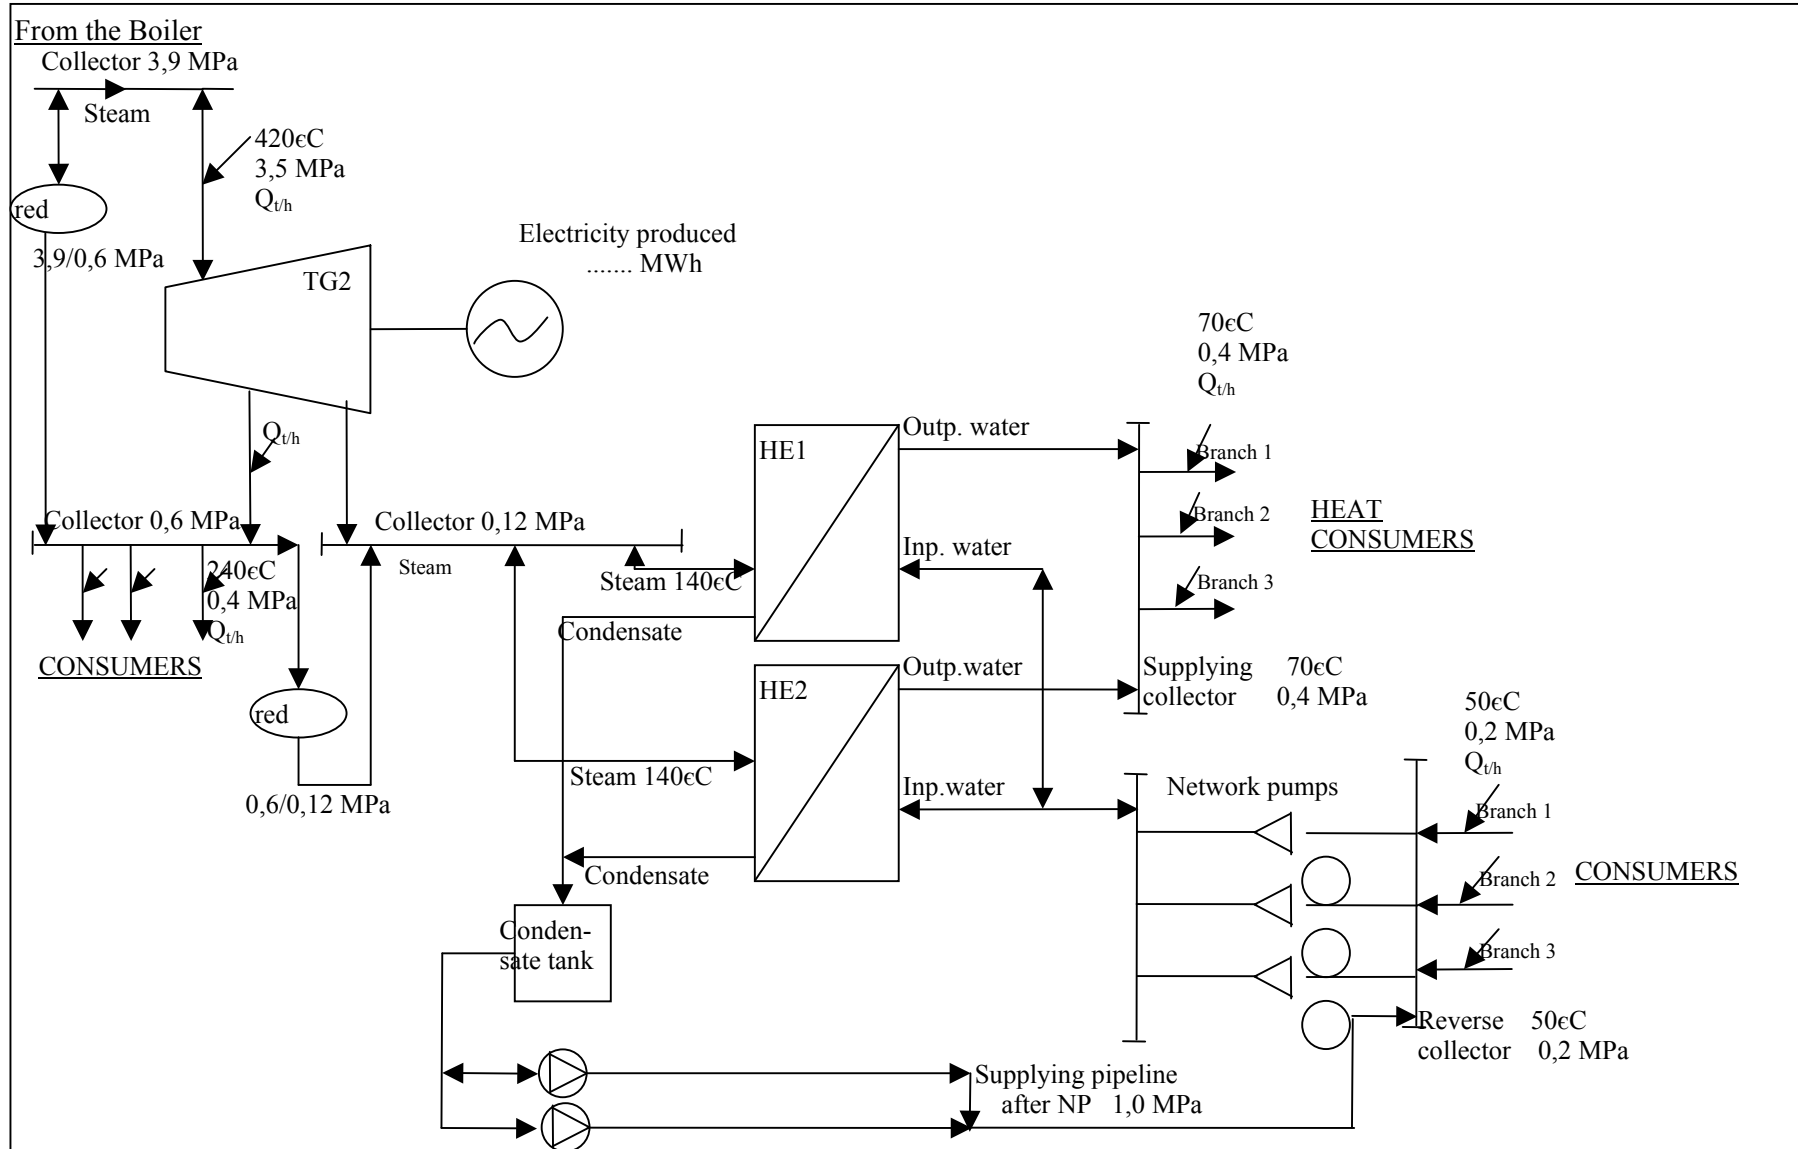 From the Boiler
Collector 3,9 MPa
Steam
420єC
3,5 MPa
Qt/h
red
3,9/0,6 MPa
TG2
Electricity produced
....... MWh
Qt/h
Collector 0,6 MPa
240єC
0,4 MPa
Qt/h
CONSUMERS
red
0,6/0,12 MPa
Collector 0,12 MPa
Steam
Steam 140єC
Condensate
HE1
Outp. water
Inp. water
Steam 140єC
Condensate
HE2
Outp.water
Inp.water
70єC
0,4 MPa
Qt/h
Branch 1
Branch 2
Branch 3
HEAT
CONSUMERS
Supplying 70єC
collector 0,4 MPa
50єC
0,2 MPa
Qt/h
Network pumps
Branch 1
Branch 2
Branch 3
CONSUMERS
Reverse 50єC
collector 0,2 MPa
Conden-
sate tank
Supplying pipeline
after NP 1,0 MPa